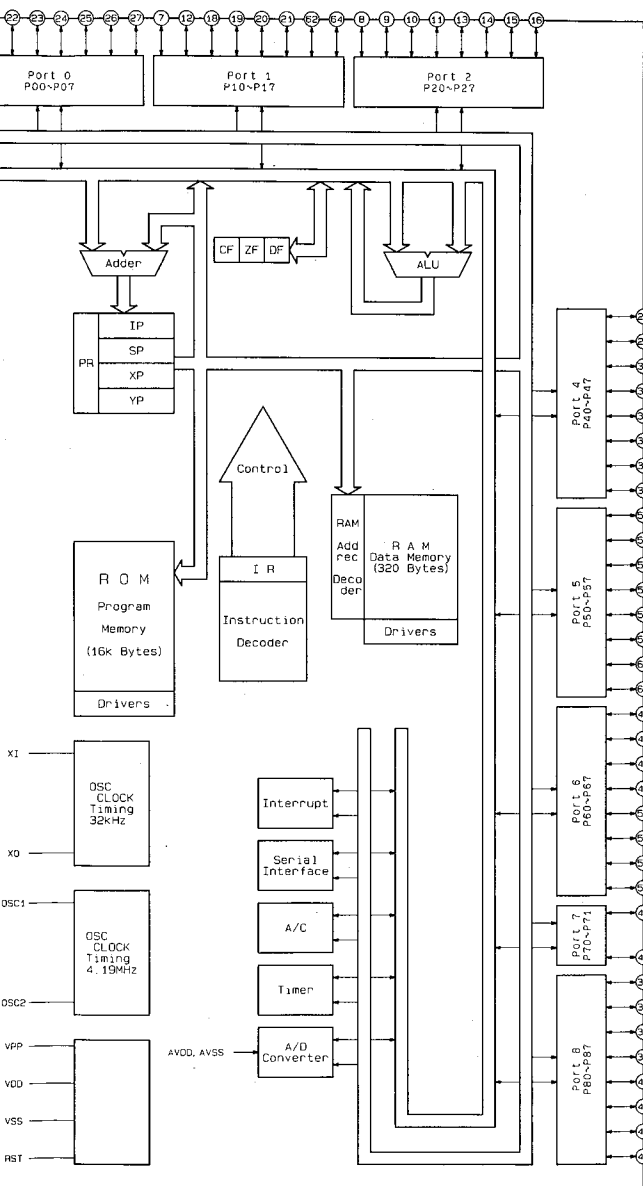 22 23 24 25 26 27 7 12 18 19 20 21 62 64 8 9 10 11 13 14 15 16
Port 0
P00~P07
Port 1
P10~P17
Port 2
P20~P27
Adder
CF ZF DF
ALU
PR
IP
SP
XP
YP
Port 4
P40~P47
Control
RAM
Add
rec
Deco
der
R A M
Data Memory
(320 Bytes)
Drivers
I R
Instruction
Decoder
R O M
Program
Memory
(16k Bytes)
Drivers
Port 5
P50~P57
XI
XO
OSC
CLOCK
Timing
32kHz
Interrupt
Port 6
P60~P67
Serial
Interface
OSC1
OSC2
OSC
CLOCK
Timing
4.19MHz
A/C
Port 7
P70~P71
Timer
AVDD, AVSS
A/D
Converter
Port 8
P80~P87
VPP
VDD
VSS
RST